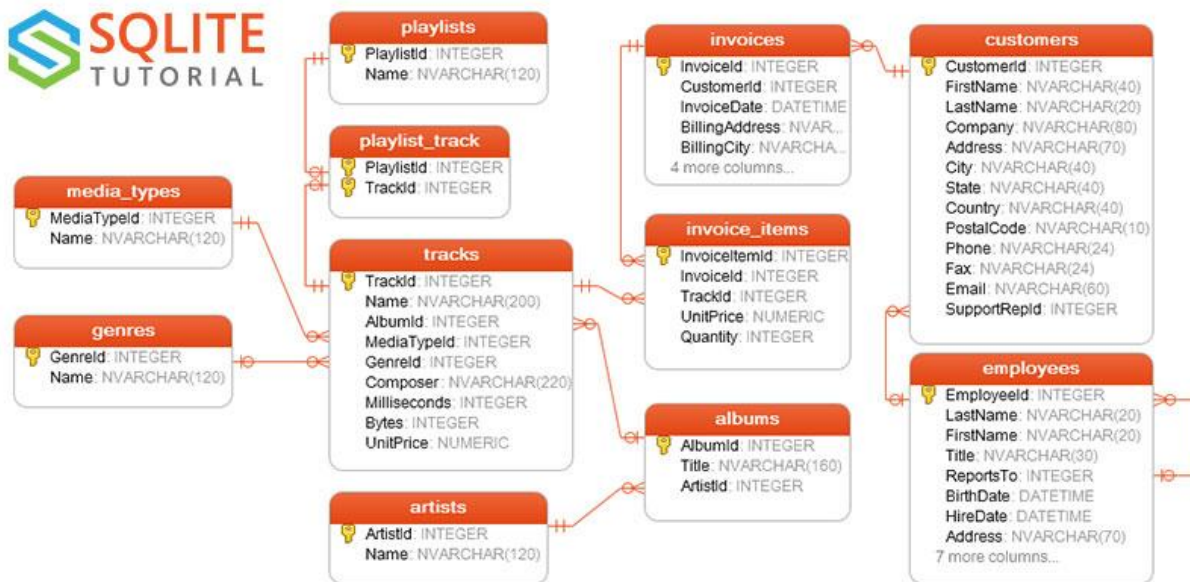 SQLITE
TUTORIAL
playlists
PlaylistId: INTEGER
Name: NVARCHAR(120)
playlist_track
PlaylistId: INTEGER
TrackId: INTEGER
media_types
MediaTypeId: INTEGER
Name: NVARCHAR(120)
genres
GenreId: INTEGER
Name: NVARCHAR(120)
tracks
TrackId: INTEGER
Name: NVARCHAR(200)
AlbumId: INTEGER
MediaTypeId: INTEGER
GenreId: INTEGER
Composer: NVARCHAR(220)
Milliseconds: INTEGER
Bytes: INTEGER
UnitPrice: NUMERIC
artists
ArtistId: INTEGER
Name: NVARCHAR(120)
invoices
InvoiceId: INTEGER
CustomerId: INTEGER
InvoiceDate: DATETIME
BillingAddress: NVAR...
BillingCity: NVARCHA...
4 more columns...
invoice_items
InvoiceItemId: INTEGER
InvoiceId: INTEGER
TrackId: INTEGER
UnitPrice: NUMERIC
Quantity: INTEGER
albums
AlbumId: INTEGER
Title: NVARCHAR(160)
ArtistId: INTEGER
customers
CustomerId: INTEGER
FirstName: NVARCHAR(40)
LastName: NVARCHAR(20)
Company: NVARCHAR(80)
Address: NVARCHAR(70)
City: NVARCHAR(40)
State: NVARCHAR(40)
Country: NVARCHAR(40)
PostalCode: NVARCHAR(10)
Phone: NVARCHAR(24)
Fax: NVARCHAR(24)
Email: NVARCHAR(60)
SupportRepId: INTEGER
employees
EmployeeId: INTEGER
LastName: NVARCHAR(20)
FirstName: NVARCHAR(20)
Title: NVARCHAR(30)
ReportsTo: INTEGER
BirthDate: DATETIME
HireDate: DATETIME
Address: NVARCHAR(70)
7 more columns...